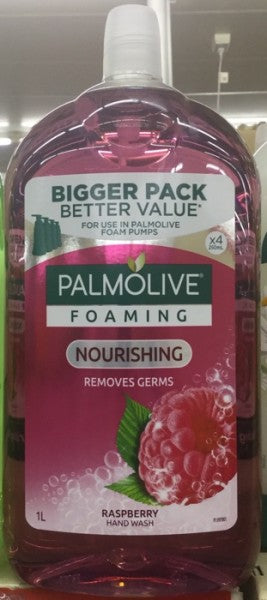 BIGGER PACK
BETTER VALUE*
FOR USE IN PALMOLIVE
FOAM PUMPS
x4
250mL
PALMOLIVE®
FOAMING
NOURISHING
REMOVES GERMS
1L
RASPBERRY
HAND WASH